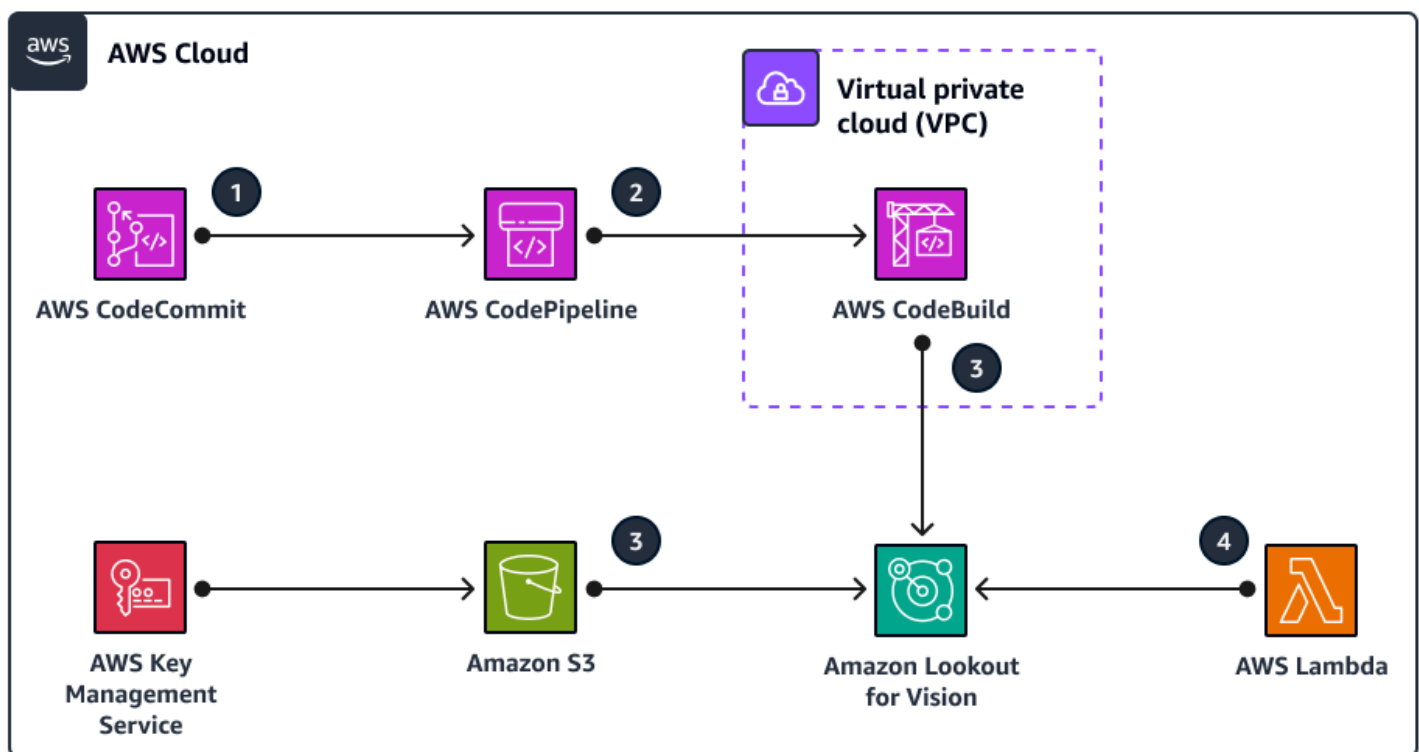 aws
AWS Cloud
Virtual private
cloud (VPC)
1
2
</>
</>
</>
AWS CodeCommit
AWS CodePipeline
AWS CodeBuild
3
3
4
AWS Key
Management
Service
Amazon S3
Amazon Lookout
for Vision
AWS Lambda